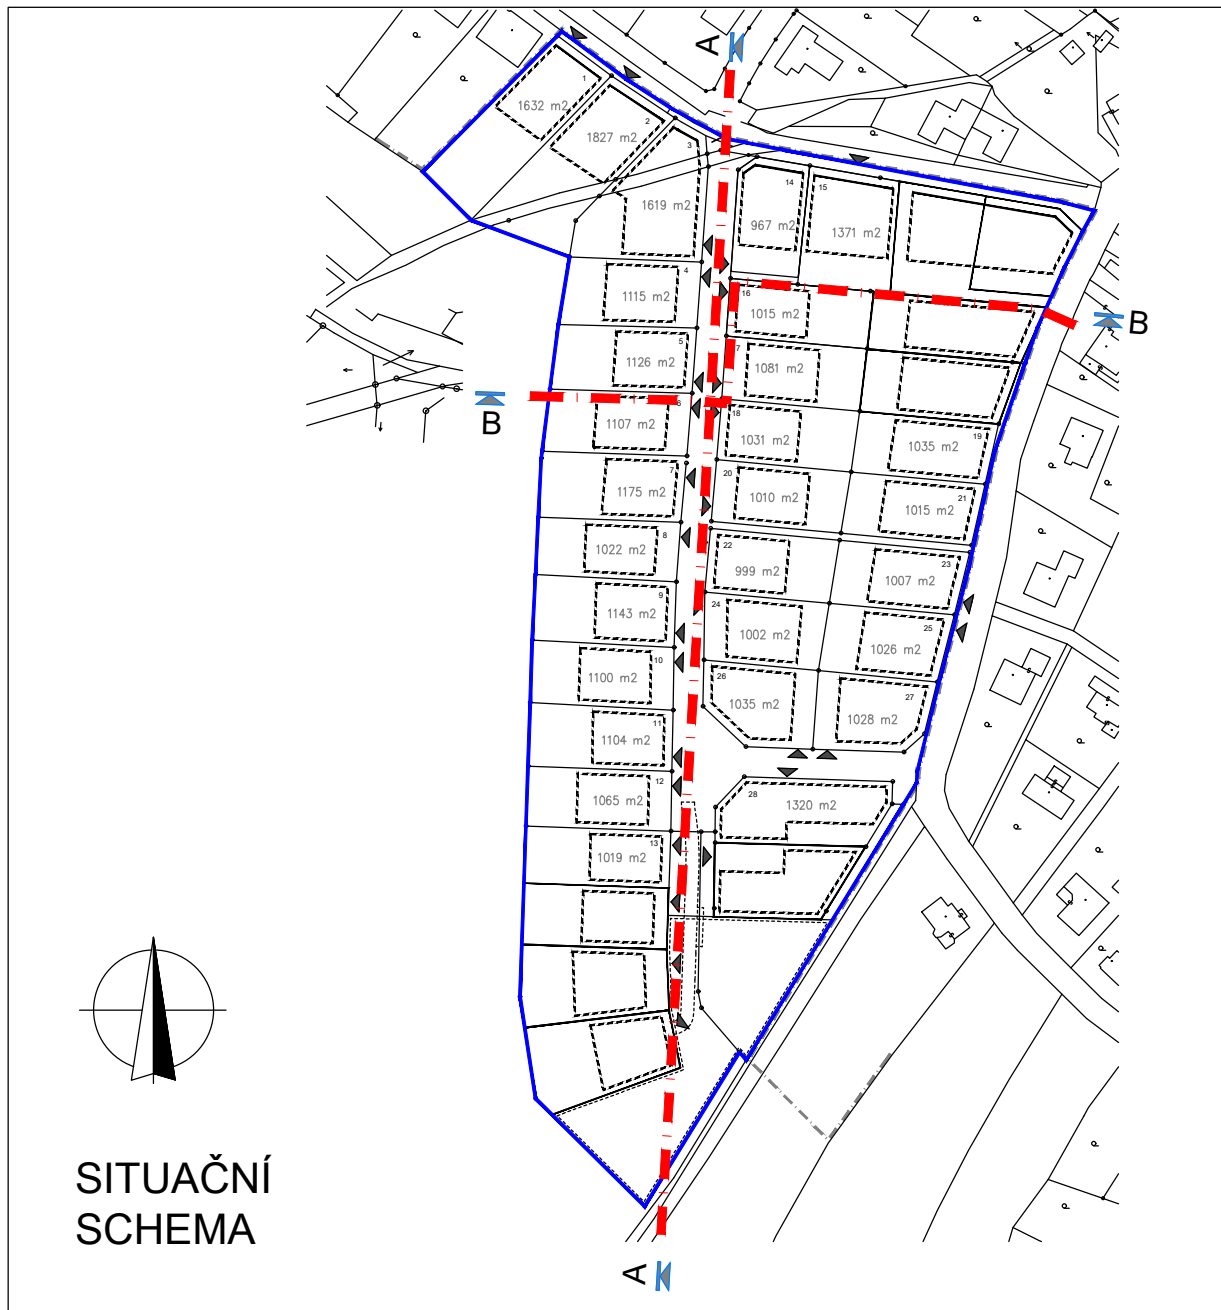 A
1
1632 m2
2
1827 m2
3
1619 m2
14
967 m2
15
1371 m2
4
1115 m2
16
1015 m2
B
5
1126 m2
7
1081 m2
B
6
1107 m2
18
1031 m2
19
1035 m2
7
1175 m2
20
1010 m2
21
1015 m2
8
1022 m2
22
999 m2
23
1007 m2
9
1143 m2
24
1002 m2
25
1026 m2
10
1100 m2
26
1035 m2
27
1028 m2
11
1104 m2
12
1065 m2
28
1320 m2
13
1019 m2
SITUAČNÍ
SCHEMA
A